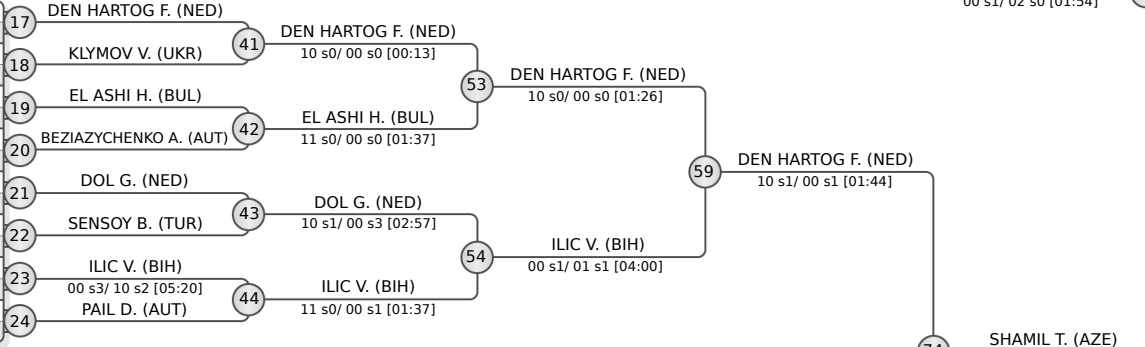 00 s1/ 02 s0 [01:54]
17
DEN HARTOG F. (NED)
18
KLYMOV V. (UKR)
41
DEN HARTOG F. (NED)
10 s0/ 00 s0 [00:13]
19
EL ASHI H. (BUL)
20
BEZIAZYCHENKO A. (AUT)
42
EL ASHI H. (BUL)
11 s0/ 00 s0 [01:37]
53
DEN HARTOG F. (NED)
10 s0/ 00 s0 [01:26]
21
DOL G. (NED)
22
SENSOY B. (TUR)
43
DOL G. (NED)
10 s1/ 00 s3 [02:57]
23
ILIC V. (BIH)
00 s3/ 10 s2 [05:20]
24
PAIL D. (AUT)
44
ILIC V. (BIH)
11 s0/ 00 s1 [01:37]
54
ILIC V. (BIH)
00 s1/ 01 s1 [04:00]
59
DEN HARTOG F. (NED)
10 s1/ 00 s1 [01:44]
SHAMIL T. (AZE)